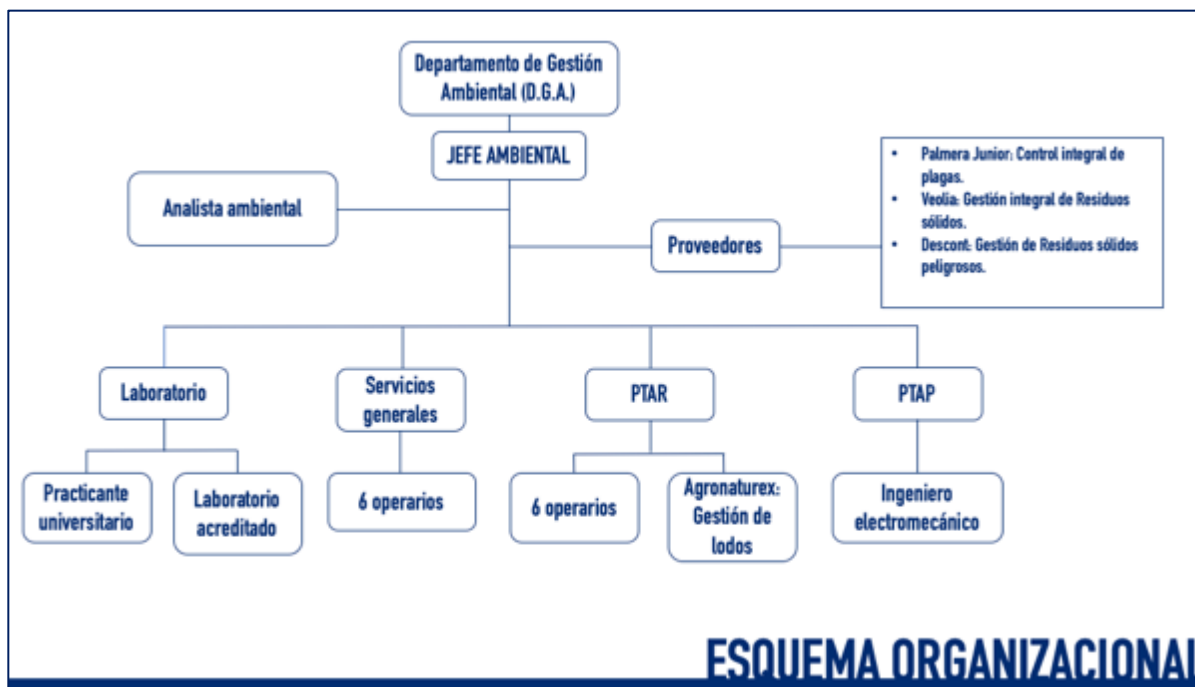 Departamento de Gestión
Ambiental (D.G.A.)
JEFE AMBIENTAL
Analista ambiental
Proveedores
• Palmera Junior: Control integral de
plagas.
• Veolia: Gestión integral de Residuos
sólidos.
• Descont: Gestión de Residuos sólidos
peligrosos.
Laboratorio
Servicios
generales
PTAR
PTAP
Practicante
universitario
Laboratorio
acreditado
6 operarios
6 operarios
Agronaturex:
Gestión de
lodos
Ingeniero
electromecánico
ESQUEMA ORGANIZACIONAL